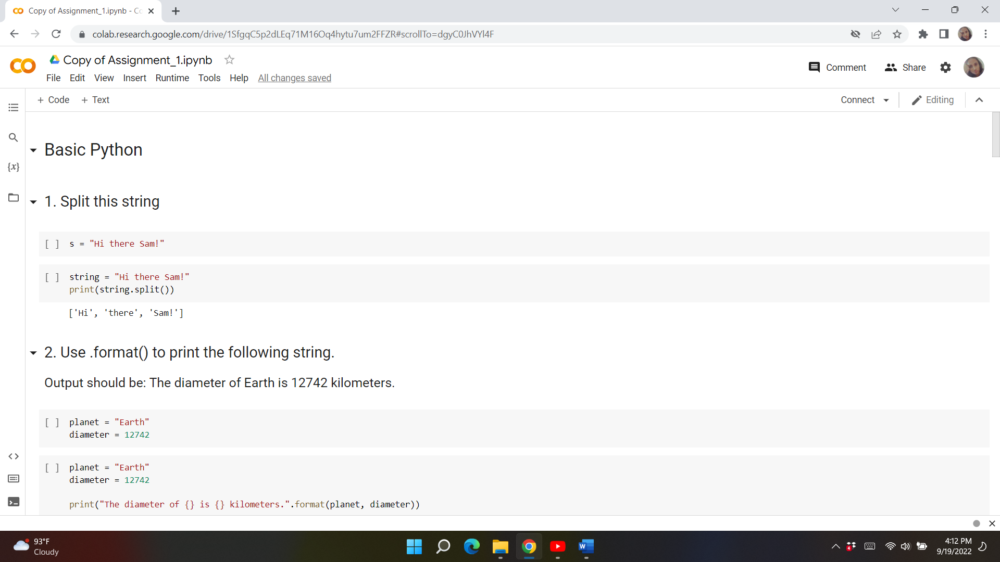 Copy of Assignment_1.ipynb - Co
colab.research.google.com/drive/1SfgqC5p2dLEq71M16Oq4hytu7um2FFZR#scrollTo=dgyC0JhVYl4F
Copy of Assignment_1.ipynb
Comment
Share
File Edit View Insert Runtime Tools Help All changes saved
+ Code + Text
Connect
Editing
Basic Python
{x}
1. Split this string
[ ] s = "Hi there Sam!"
[ ] string = "Hi there Sam!"
print(string.split())
['Hi', 'there', 'Sam!']
2. Use .format() to print the following string.
Output should be: The diameter of Earth is 12742 kilometers.
[ ] planet = "Earth"
diameter = 12742
[ ] planet = "Earth"
diameter = 12742
print("The diameter of {} is {} kilometers.".format(planet, diameter))
93°F
Cloudy
W
4
4:12 PM
9/19/2022